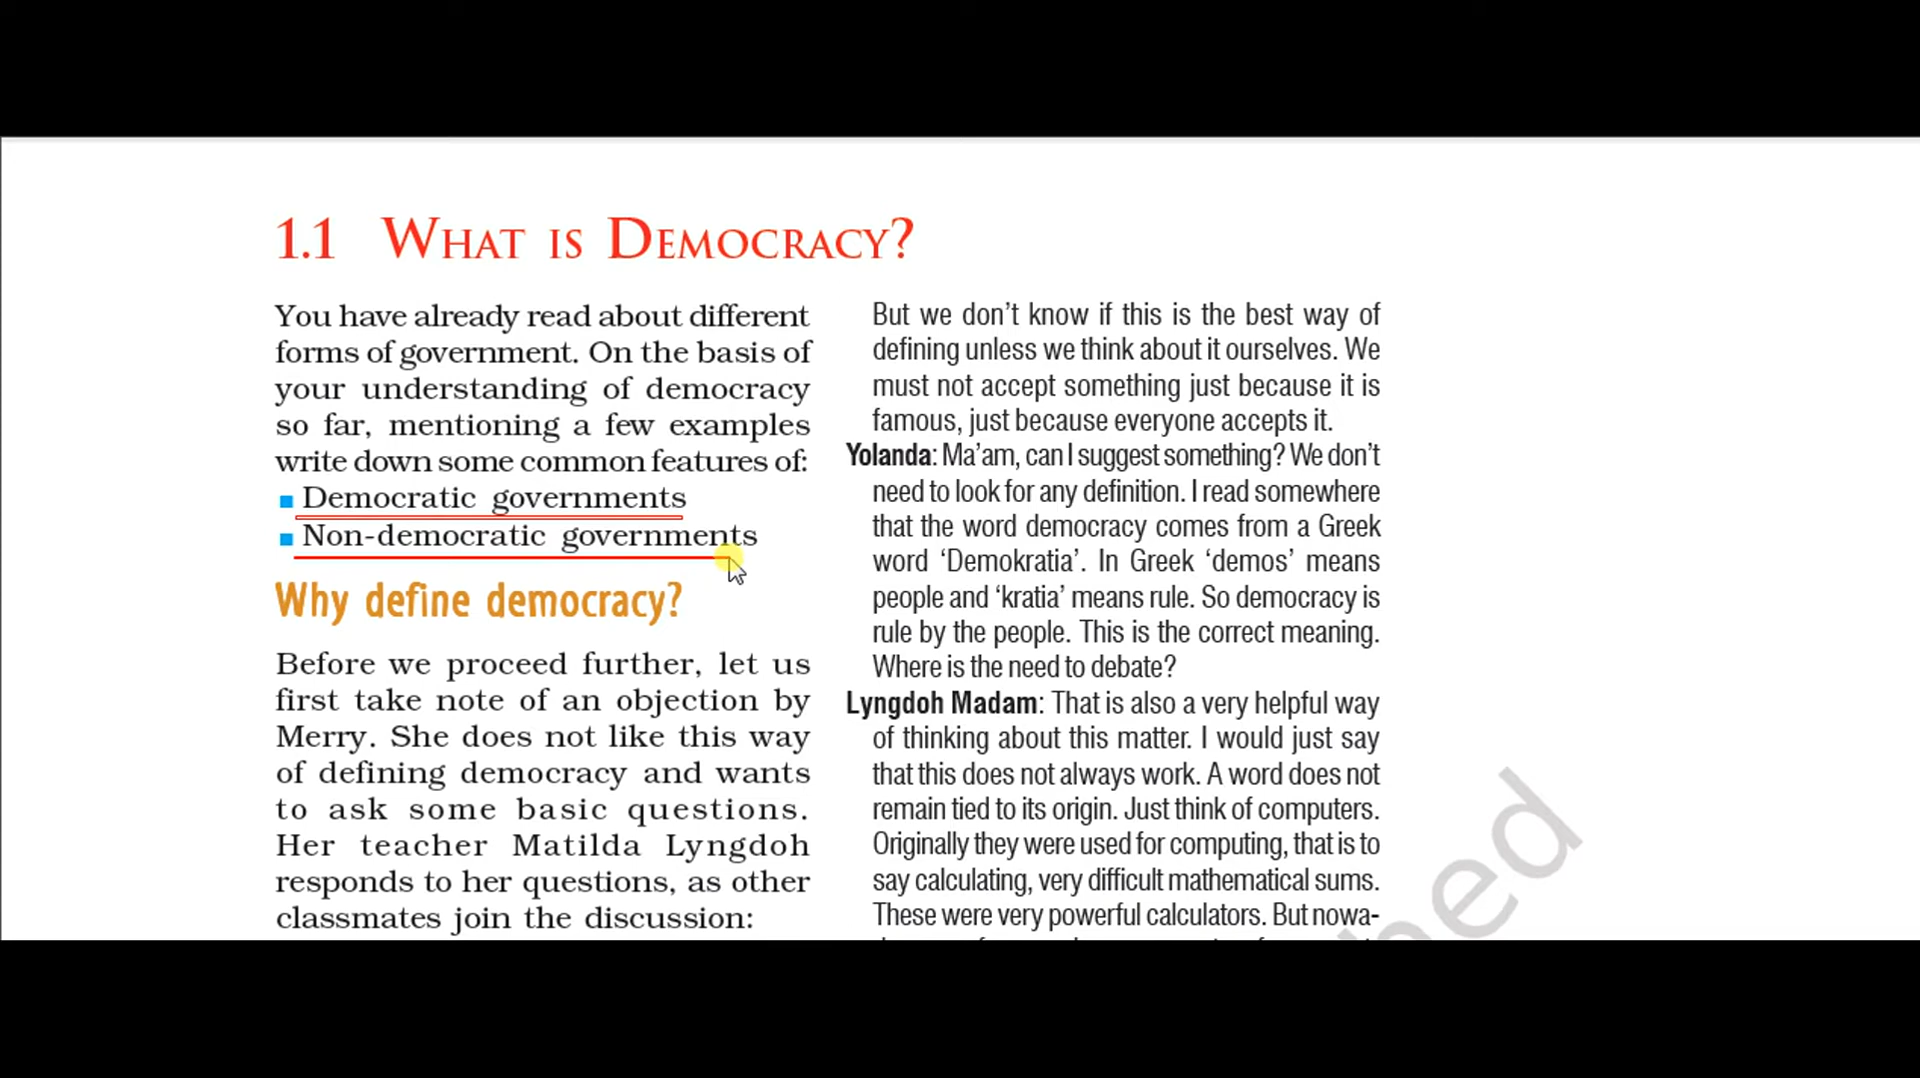 1.1 What is Democracy?
You have already read about different
forms of government. On the basis of
your understanding of democracy
so far, mentioning a few examples
write down some common features of:
Democratic governments
Non-democratic governments
Why define democracy?
Before we proceed further, let us
first take note of an objection by
Merry. She does not like this way
of defining democracy and wants
to ask some basic questions.
Her teacher Matilda Lyngdoh
responds to her questions, as other
classmates join the discussion:
But we don’t know if this is the best way of
defining unless we think about it ourselves. We
must not accept something just because it is
famous, just because everyone accepts it.
Yolanda: Ma’am, can I suggest something? We don’t
need to look for any definition. I read somewhere
that the word democracy comes from a Greek
word ‘Demokratia’. In Greek ‘demos’ means
people and ‘kratia’ means rule. So democracy is
rule by the people. This is the correct meaning.
Where is the need to debate?
Lyngdoh Madam: That is also a very helpful way
of thinking about this matter. I would just say
that this does not always work. A word does not
remain tied to its origin. Just think of computers.
Originally they were used for computing, that is to
say calculating, very difficult mathematical sums.
These were very powerful calculators. But nowa-